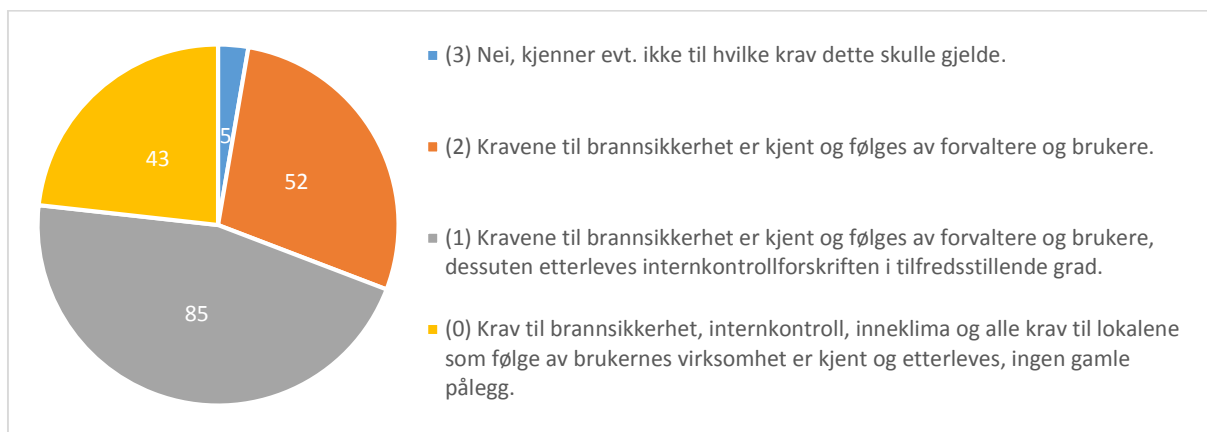 5
52
85
43
(3) Nei, kjenner evt. ikke til hvilke krav dette skulle gjelde.
(2) Kravene til brannsikkerhet er kjent og følges av forvaltere og brukere.
(1) Kravene til brannsikkerhet er kjent og følges av forvaltere og brukere,
dessuten etterleves internkontrollforskriften i tilfredsstillende grad.
(0) Krav til brannsikkerhet, internkontroll, inneklima og alle krav til lokalene
som følge av brukernes virksomhet er kjent og etterleves, ingen gamle
pålegg.